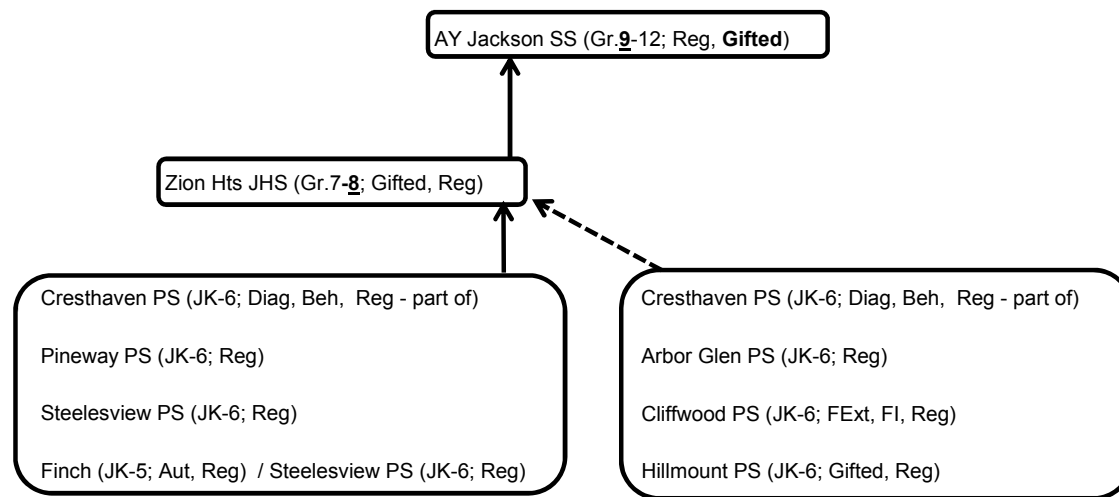 AY Jackson SS (Gr.9-12; Reg, Gifted)
Zion Hts JHS (Gr.7-8; Gifted, Reg)
Cresthaven PS (JK-6; Diag, Beh,  Reg - part of)
Pineway PS (JK-6; Reg)
Steelesview PS (JK-6; Reg)
Finch (JK-5; Aut, Reg)  / Steelesview PS (JK-6; Reg)
Cresthaven PS (JK-6; Diag, Beh,  Reg - part of)
Arbor Glen PS (JK-6; Reg)
Cliffwood PS (JK-6; FExt, FI, Reg)
Hillmount PS (JK-6; Gifted, Reg)